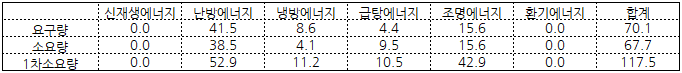 신재생에너지 난방에너지 냉방에너지 급탕에너지 조명에너지 환기에너지 합계
요구량 0.0 41.5 8.6 4.4 15.6 0.0 70.1
소요량 0.0 38.5 4.1 9.5 15.6 0.0 67.7
1차소요량 0.0 52.9 11.2 10.5 42.9 0.0 117.5